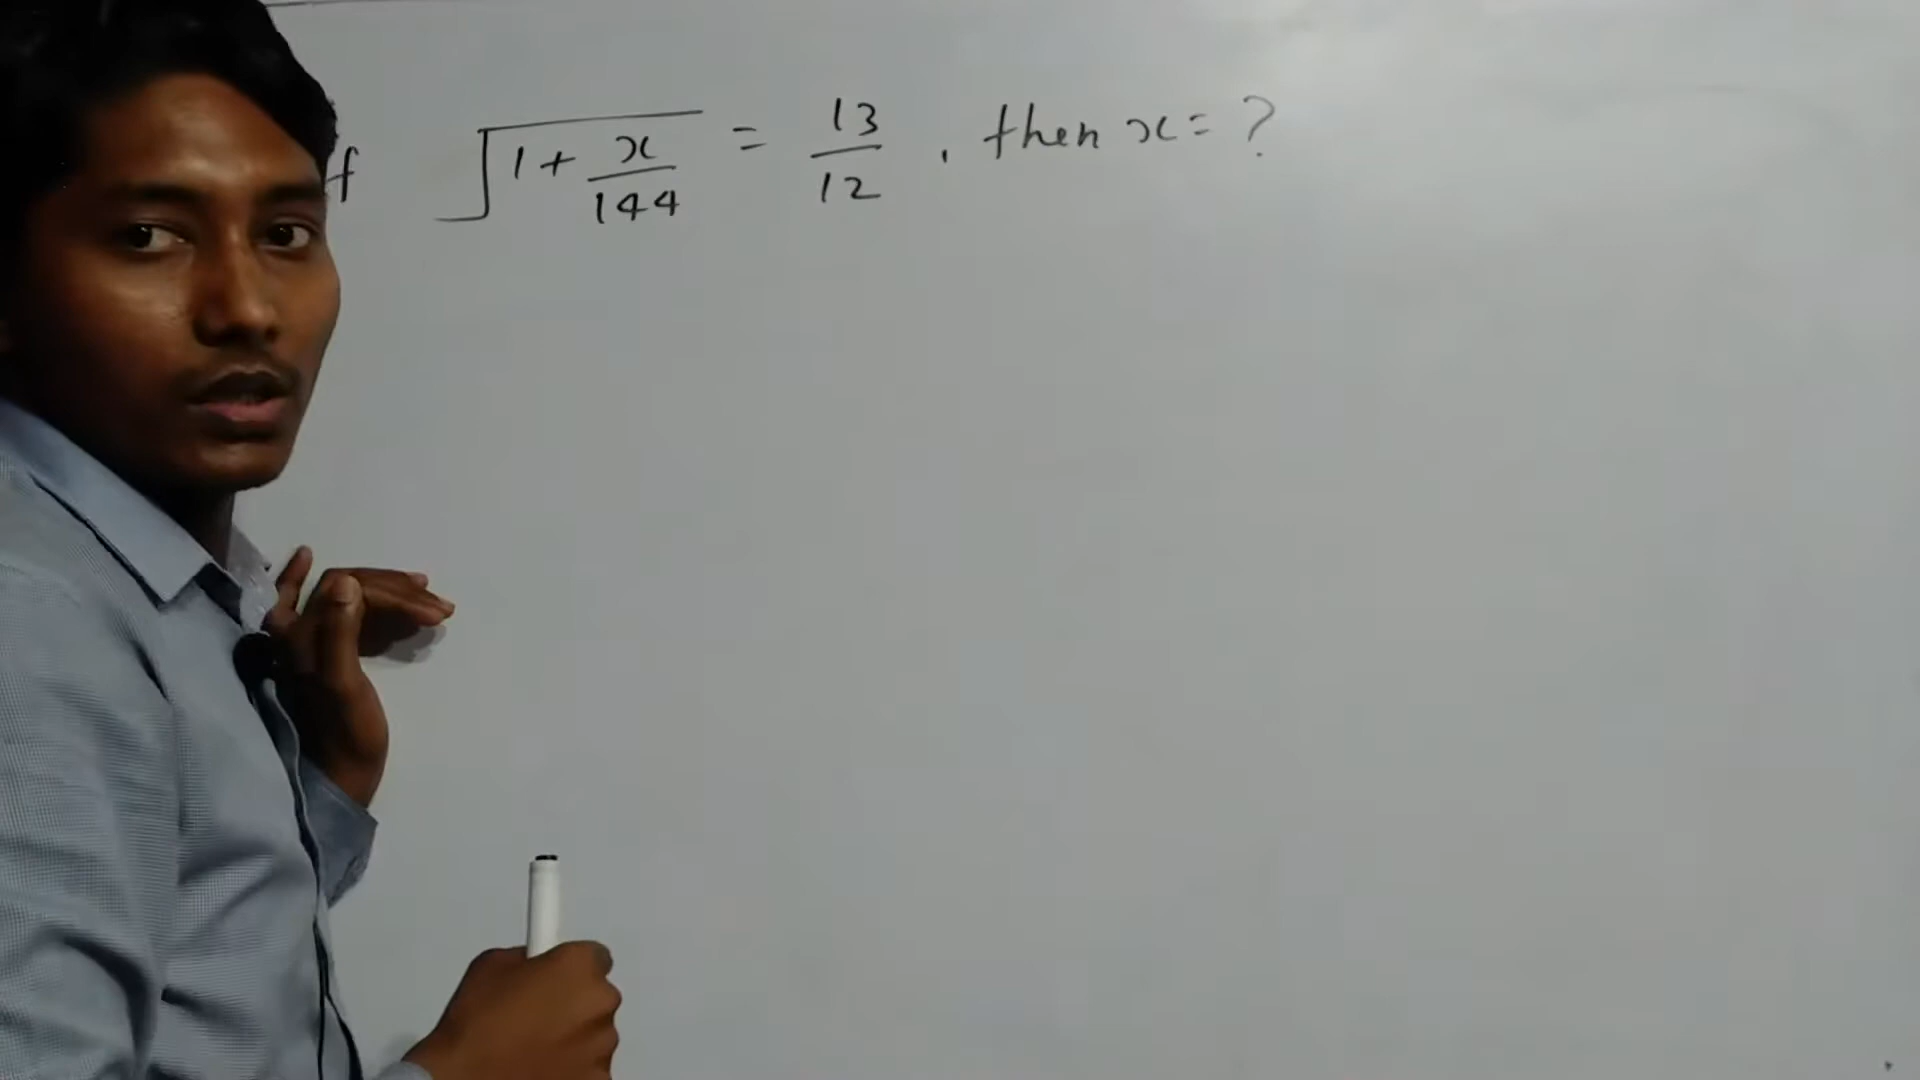 f √(1 + x/144) = 13/12 , then x = ?